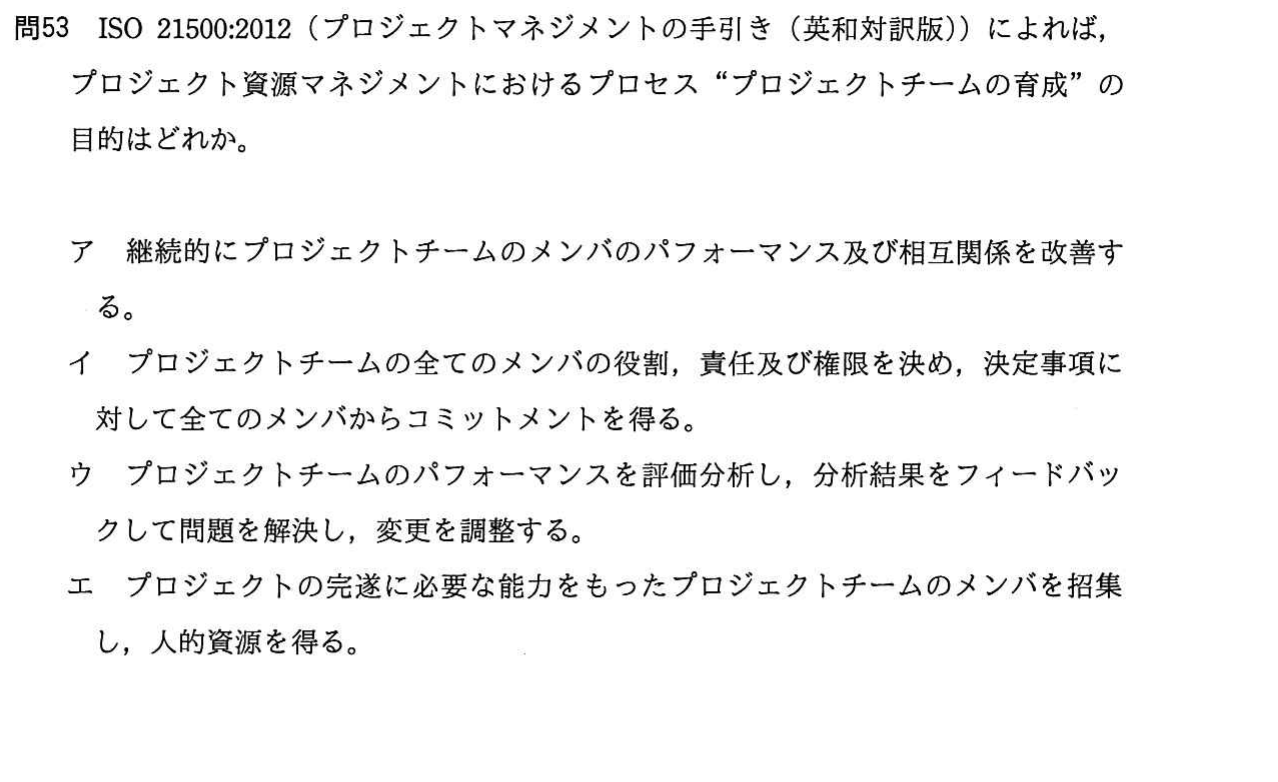 問53 ISO 21500:2012（プロジェクトマネジメントの手引き（英和対訳版））によれば，
プロジェクト資源マネジメントにおけるプロセス“プロジェクトチームの育成”の
目的はどれか。
ア 継続的にプロジェクトチームのメンバのパフォーマンス及び相互関係を改善す
る。
イ プロジェクトチームの全てのメンバの役割，責任及び権限を決め，決定事項に
対して全てのメンバからコミットメントを得る。
ウ プロジェクトチームのパフォーマンスを評価分析し，分析結果をフィードバッ
クして問題を解決し，変更を調整する。
エ プロジェクトの完遂に必要な能力をもったプロジェクトチームのメンバを招集
し，人的資源を得る。